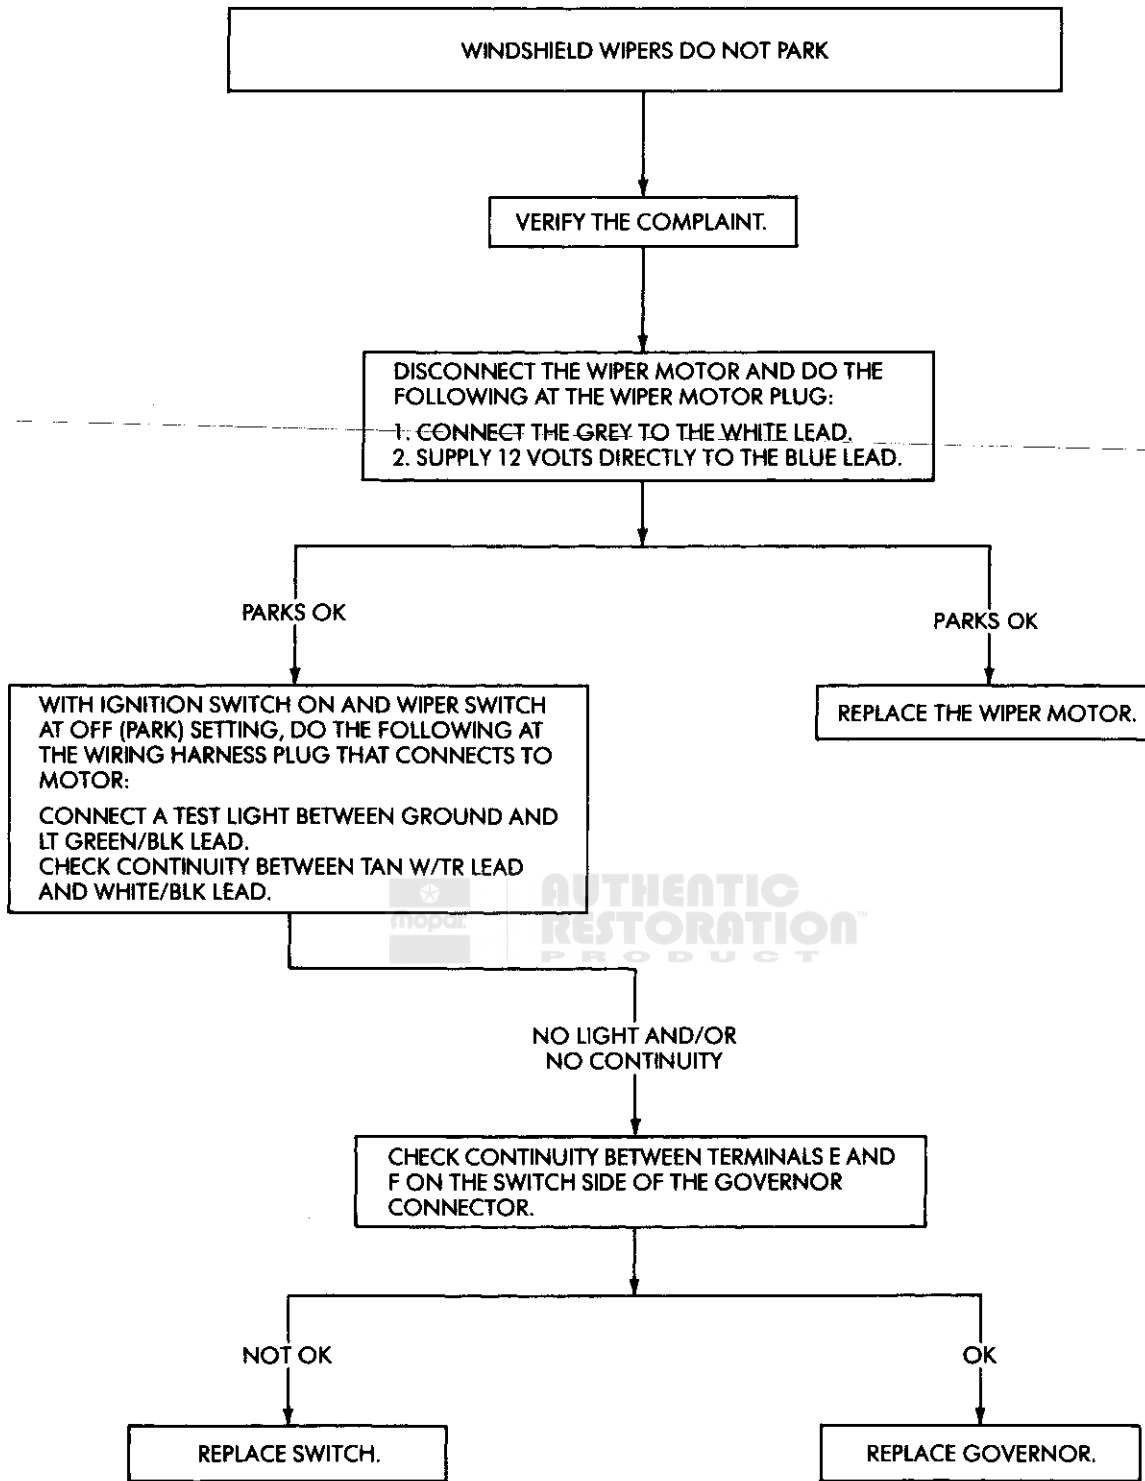 WINDSHIELD WIPERS DO NOT PARK
VERIFY THE COMPLAINT.
DISCONNECT THE WIPER MOTOR AND DO THE
FOLLOWING AT THE WIPER MOTOR PLUG:
1. CONNECT THE GREY TO THE WHITE LEAD.
2. SUPPLY 12 VOLTS DIRECTLY TO THE BLUE LEAD.
PARKS OK
PARKS OK
WITH IGNITION SWITCH ON AND WIPER SWITCH
AT OFF (PARK) SETTING, DO THE FOLLOWING AT
THE WIRING HARNESS PLUG THAT CONNECTS TO
MOTOR:
CONNECT A TEST LIGHT BETWEEN GROUND AND
LT GREEN/BLK LEAD.
CHECK CONTINUITY BETWEEN TAN W/TR LEAD
AND WHITE/BLK LEAD.
REPLACE THE WIPER MOTOR.
Mopar
AUTHENTIC
RESTORATION™
PRODUCT
NO LIGHT AND/OR
NO CONTINUITY
CHECK CONTINUITY BETWEEN TERMINALS E AND
F ON THE SWITCH SIDE OF THE GOVERNOR
CONNECTOR.
NOT OK
OK
REPLACE SWITCH.
REPLACE GOVERNOR.